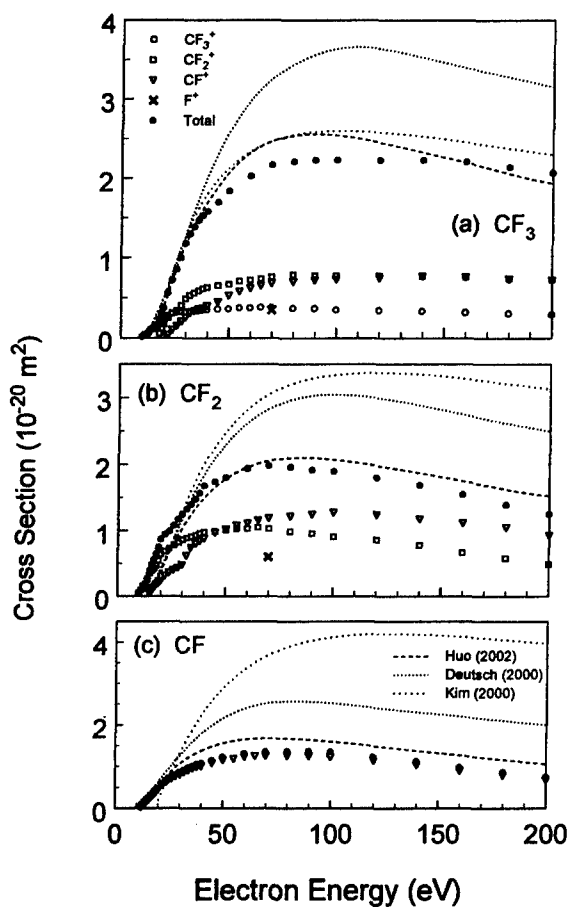 4
CF3+
CF2+
CF+
F+
Total
3
2
(a) CF3
1
0
(b) CF2
3
2
1
0
Cross Section (10-20 m2)
(c) CF
4
Huo (2002)
Deutsch (2000)
Kim (2000)
2
0
0 50 100 150 200
Electron Energy (eV)